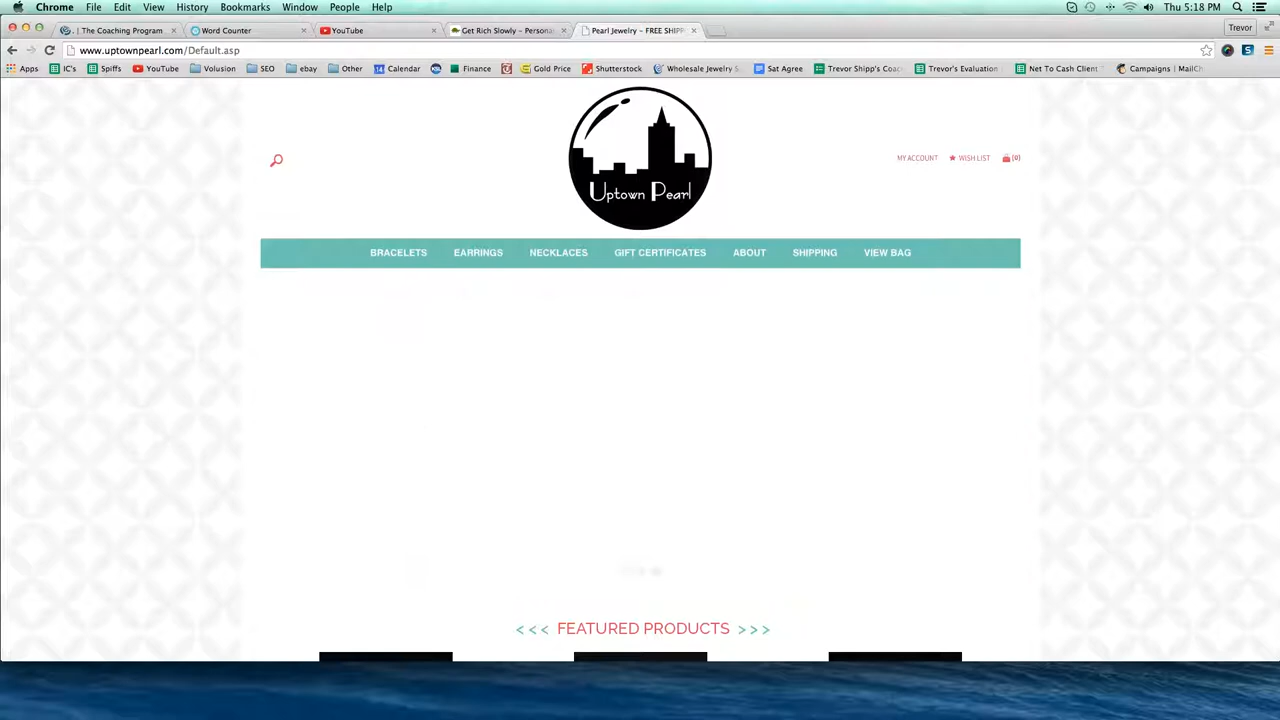 Chrome File Edit View History Bookmarks Window People Help Thu 5:18 PM
. | The Coaching Program Word Counter YouTube Get Rich Slowly – Persona Pearl Jewelry – FREE SHIPP Trevor
www.uptownpearl.com/Default.asp
Apps IC's Spiffs YouTube Volusion SEO ebay Other 14 Calendar Finance Gold Price Shutterstock Wholesale Jewelry S Sat Agree Trevor Shipp's Coac Trevor's Evaluation Net To Cash Client Campaigns | MailCh
MY ACCOUNT WISH LIST (0)
Uptown Pearl
BRACELETS EARRINGS NECKLACES GIFT CERTIFICATES ABOUT SHIPPING VIEW BAG
< < < FEATURED PRODUCTS > > >